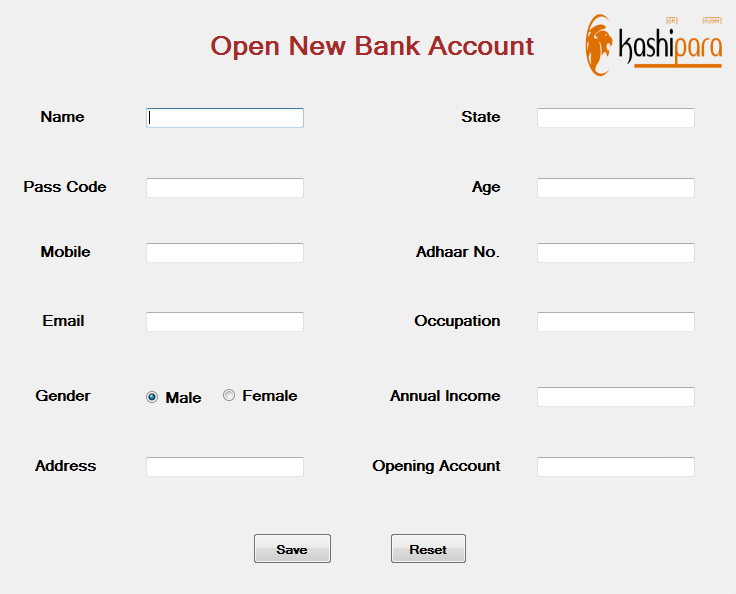 Open New Bank Account
kashipara
Name
State
Pass Code
Age
Mobile
Adhaar No.
Email
Occupation
Gender
Male
Female
Annual Income
Address
Opening Account
Save
Reset